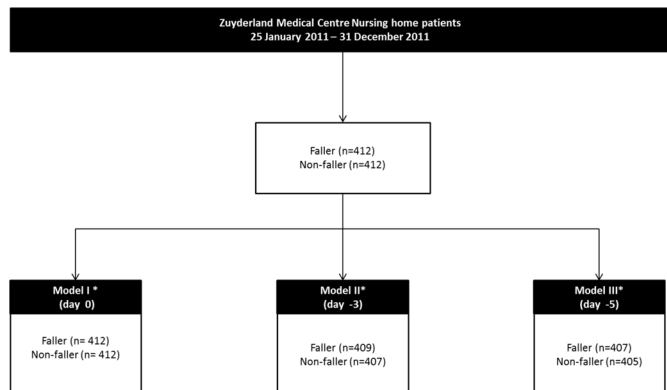 Zuyderland Medical Centre Nursing home patients
25 January 2011 – 31 December 2011
Faller (n=412)
Non-faller (n=412)
Model I *
(day 0)
Faller (n= 412)
Non-faller (n= 412)
Model II*
(day -3)
Faller (n=409)
Non-faller (n=407)
Model III*
(day -5)
Faller (n=407)
Non-faller (n=405)